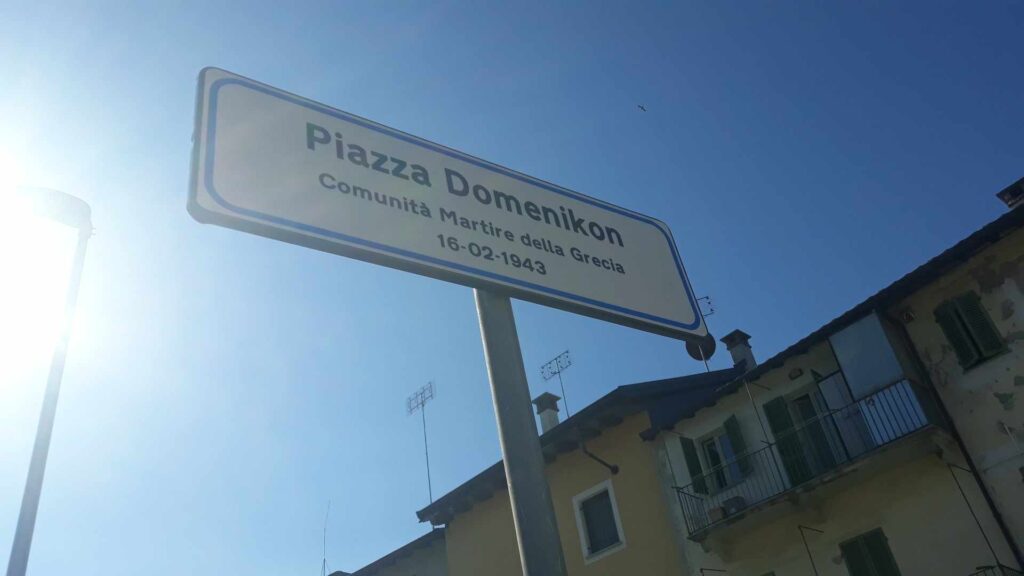 Piazza Domenikon
Comunità Martire della Grecia
16-02-1943